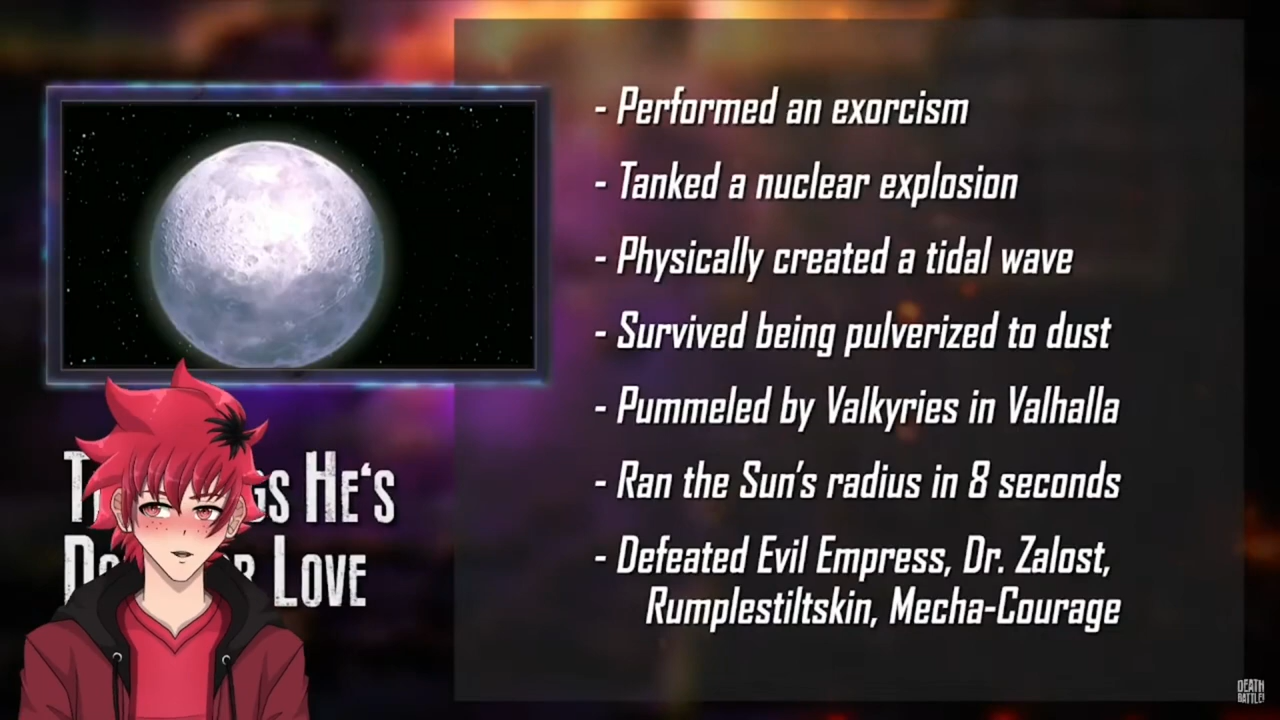 - Performed an exorcism
- Tanked a nuclear explosion
- Physically created a tidal wave
- Survived being pulverized to dust
- Pummeled by Valkyries in Valhalla
- Ran the Sun's radius in 8 seconds
- Defeated Evil Empress, Dr. Zalost,
Rumplestiltskin, Mecha-Courage
He's
Love
DEATH
BATTLE!